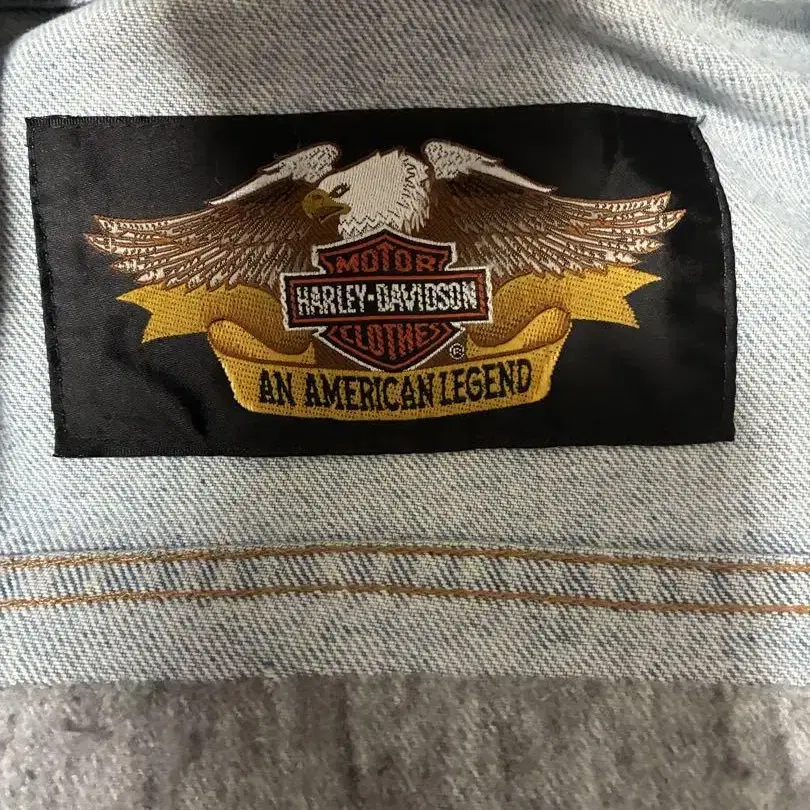 MOTOR
HARLEY-DAVIDSON
CLOTHES
®
AN AMERICAN LEGEND